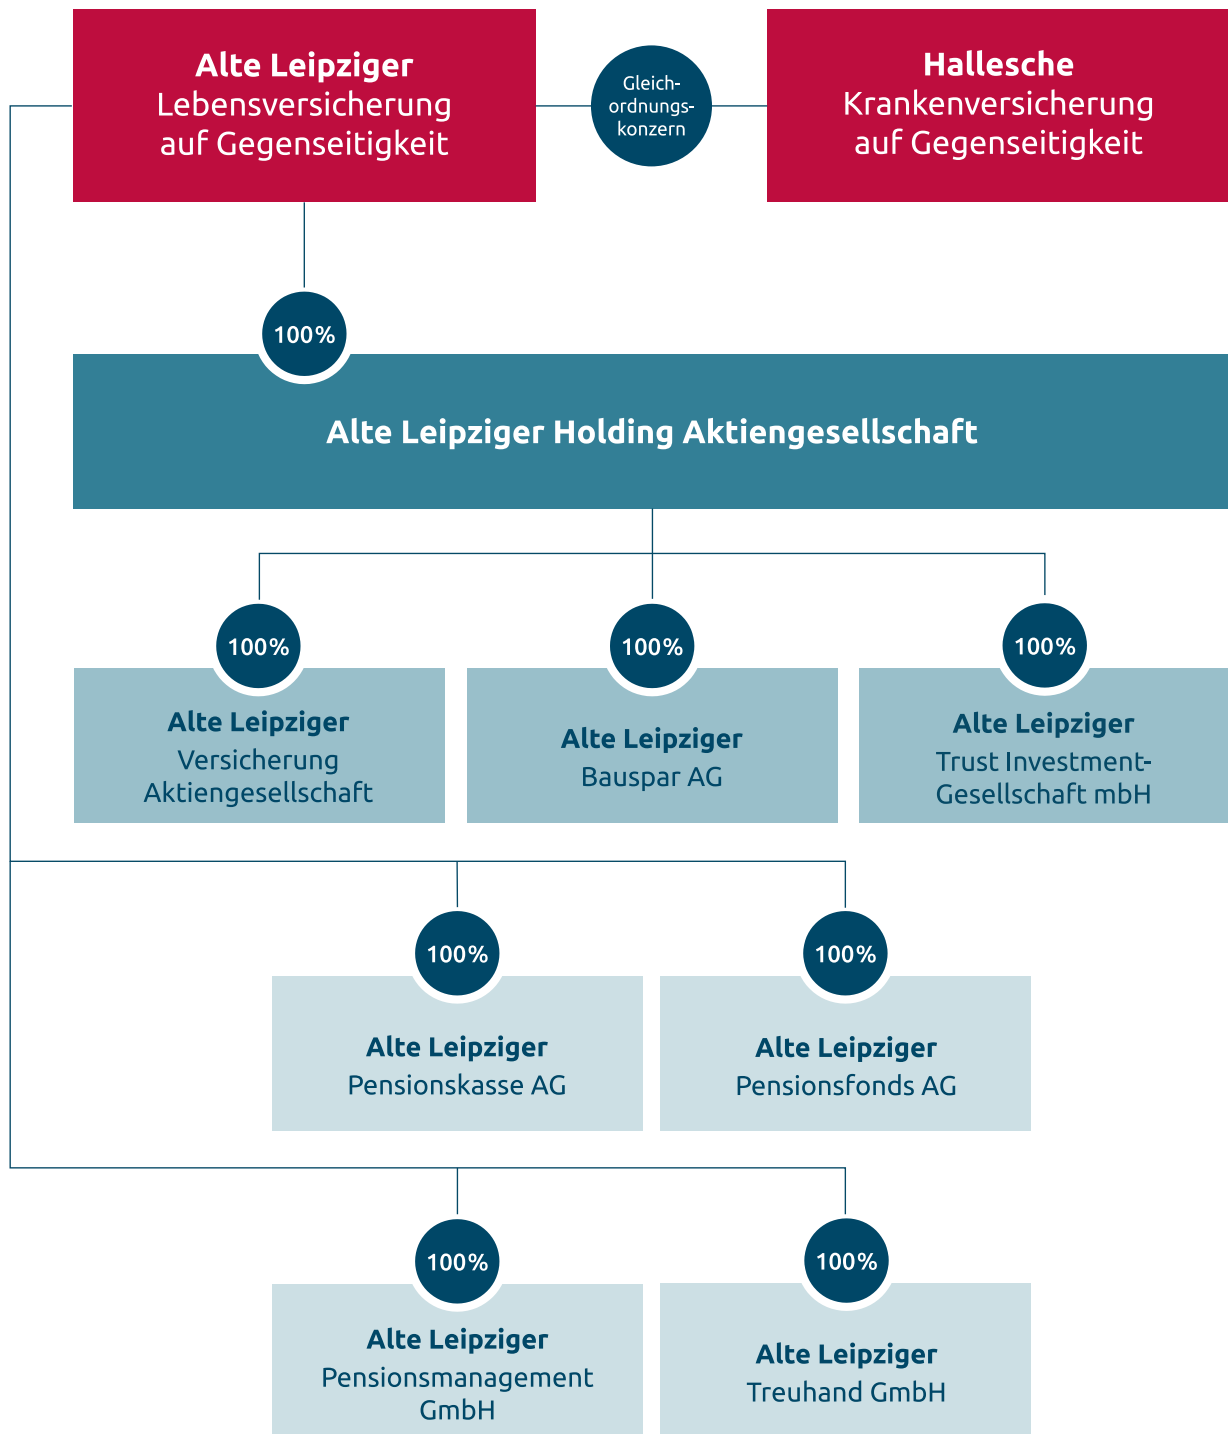 Alte Leipziger
Lebensversicherung
auf Gegenseitigkeit
Gleich-
ordnungs-
konzern
Hallesche
Krankenversicherung
auf Gegenseitigkeit
100%
Alte Leipziger Holding Aktiengesellschaft
100%
Alte Leipziger
Versicherung
Aktiengesellschaft
100%
Alte Leipziger
Bauspar AG
100%
Alte Leipziger
Trust Investment-
Gesellschaft mbH
100%
Alte Leipziger
Pensionskasse AG
100%
Alte Leipziger
Pensionsfonds AG
100%
Alte Leipziger
Pensionsmanagement
GmbH
100%
Alte Leipziger
Treuhand GmbH